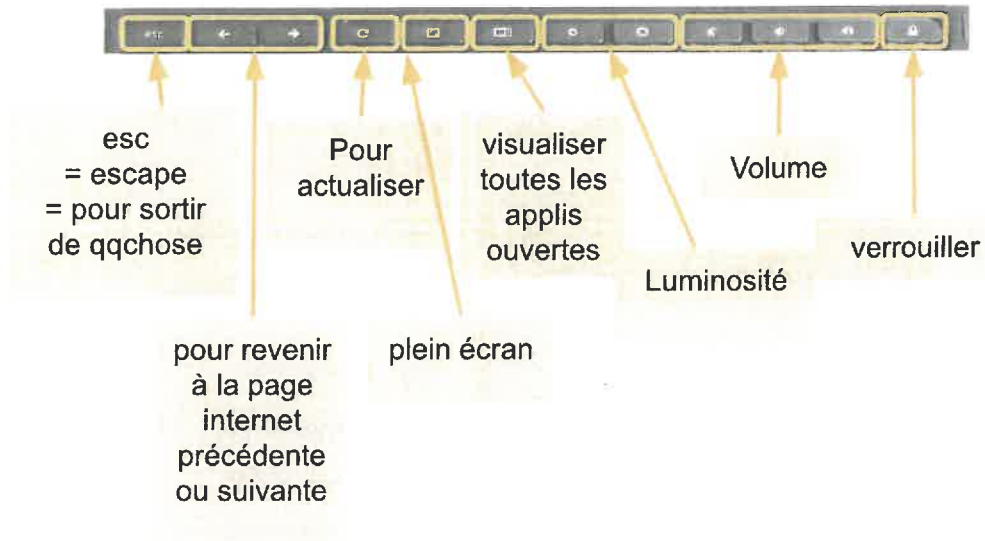 esc
esc
= escape
= pour sortir
de qqchose
pour revenir
à la page
internet
précédente
ou suivante
Pour
actualiser
plein écran
visualiser
toutes les
applis
ouvertes
Luminosité
Volume
verrouiller